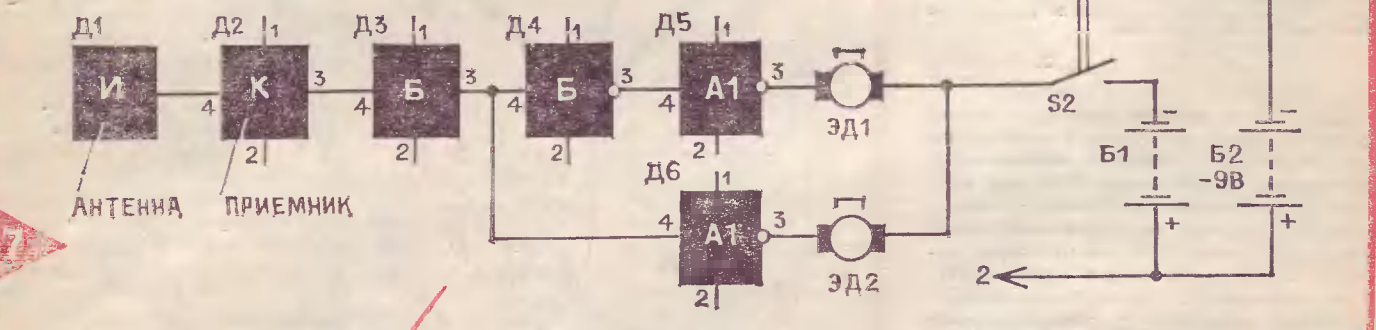 Д1 Д2 1 Д3 1 Д4 1 Д5 1
И 4 К 3 4 Б 3 4 Б 3 4 А1 3 ЭД1 S2
2 2 2 2
Б1 - Б2 -
-9В
+ +
АНТЕННА ПРИЕМНИК
Д6 1
4 А1 3 ЭД2
2
2
7